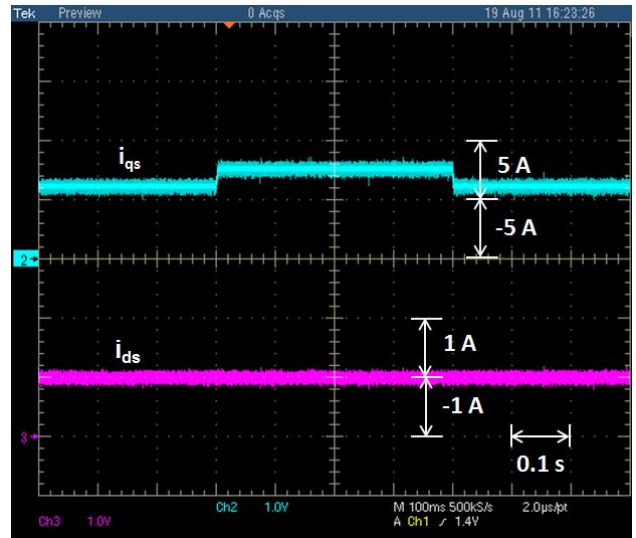 Tek Preview 0 Acqs 19 Aug 11 16:23:26
iqs
5 A
-5 A
2
ids
1 A
-1 A
3
0.1 s
Ch2 1.0V M 100ms 500kS/s 2.0µs/pt
Ch3 1.0V A Ch1 / 1.4V